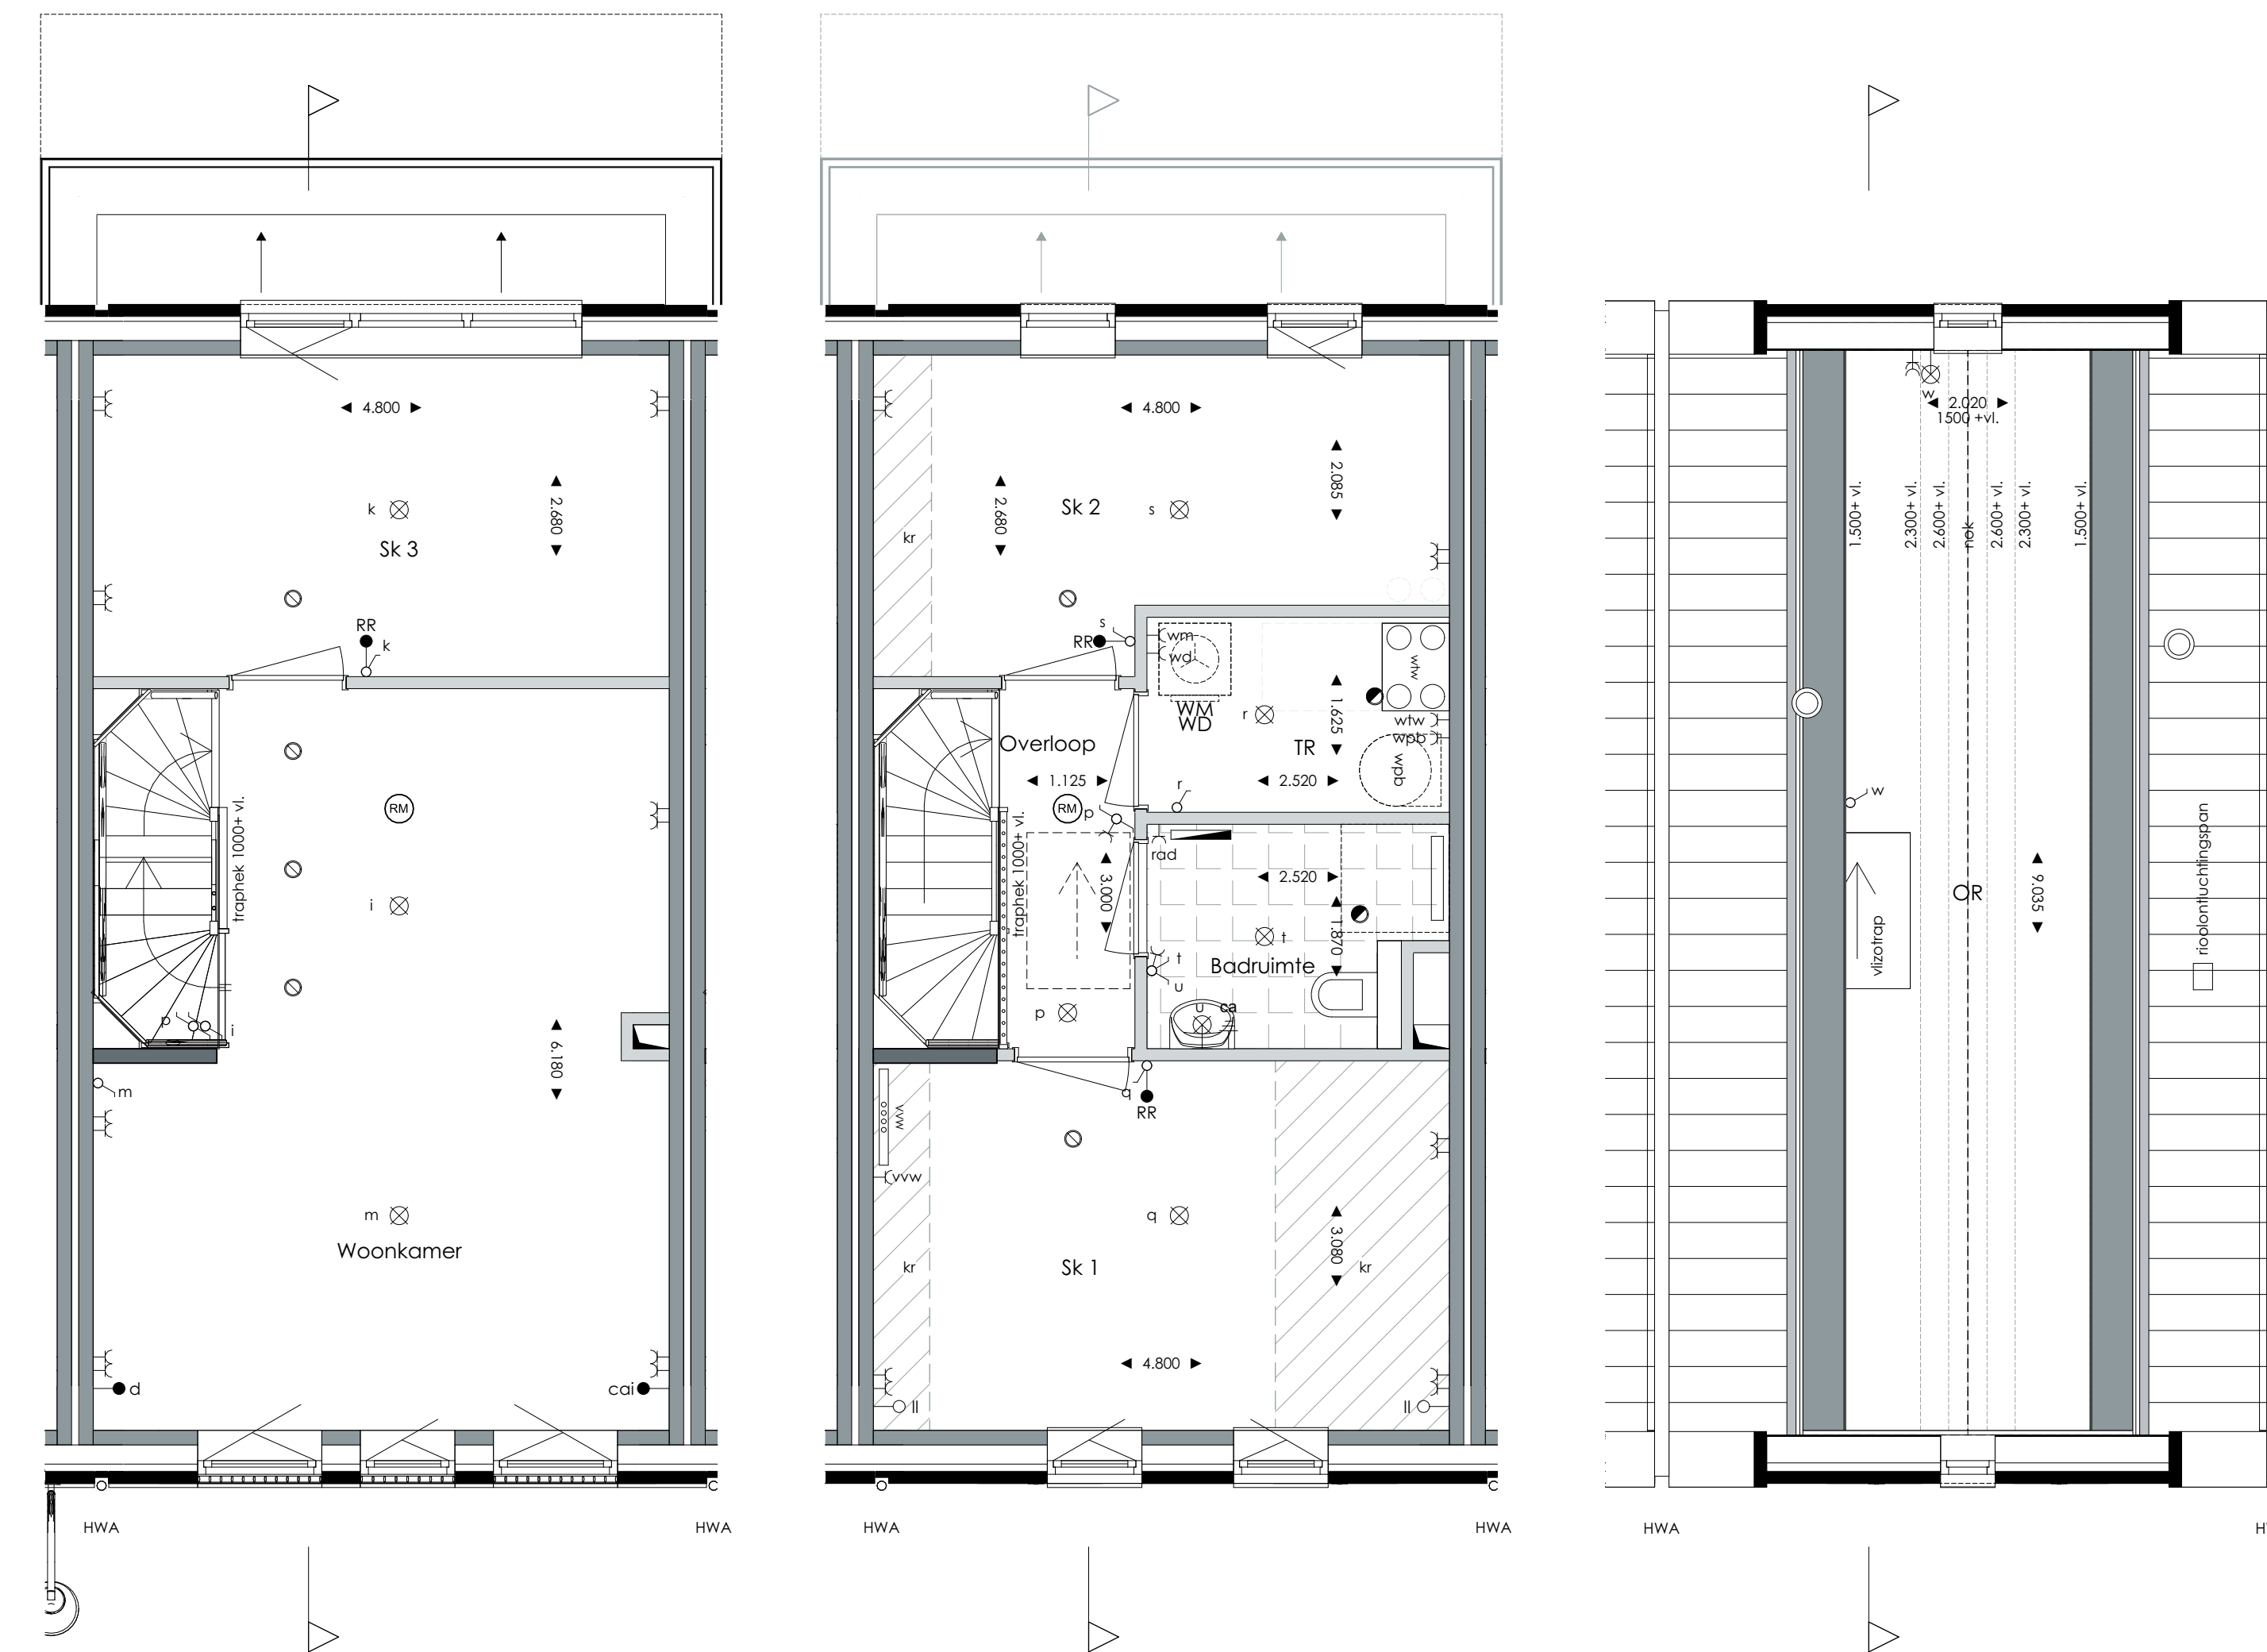 4.800
k
2.680
Sk 3
RR
k
RM
traphek 1000+ vl.
i
p
i
6.180
m
m
Woonkamer
d
cai
HWA
HWA
4.800
2.085
2.680
Sk 2
s
kr
s
RR
wm
wd
wtw
WM
WD
r
1.625
wtw
wpb
wpb
Overloop
TR
1.125
2.520
r
RM
p
traphek 1000+ vl.
rad
3.000
2.520
1.870
t
t
Badruimte
u
u
ca
p
q
RR
vvw
vvw
q
3.080
Sk 1
kr
kr
4.800
ll
ll
HWA
HWA
w
2.020
1500 +vl.
1.500+ vl.
2.300+ vl.
2.600+ vl.
nok
2.600+ vl.
2.300+ vl.
1.500+ vl.
w
OR
9.035
vlizotrap
rioolontluchtingspan
HWA